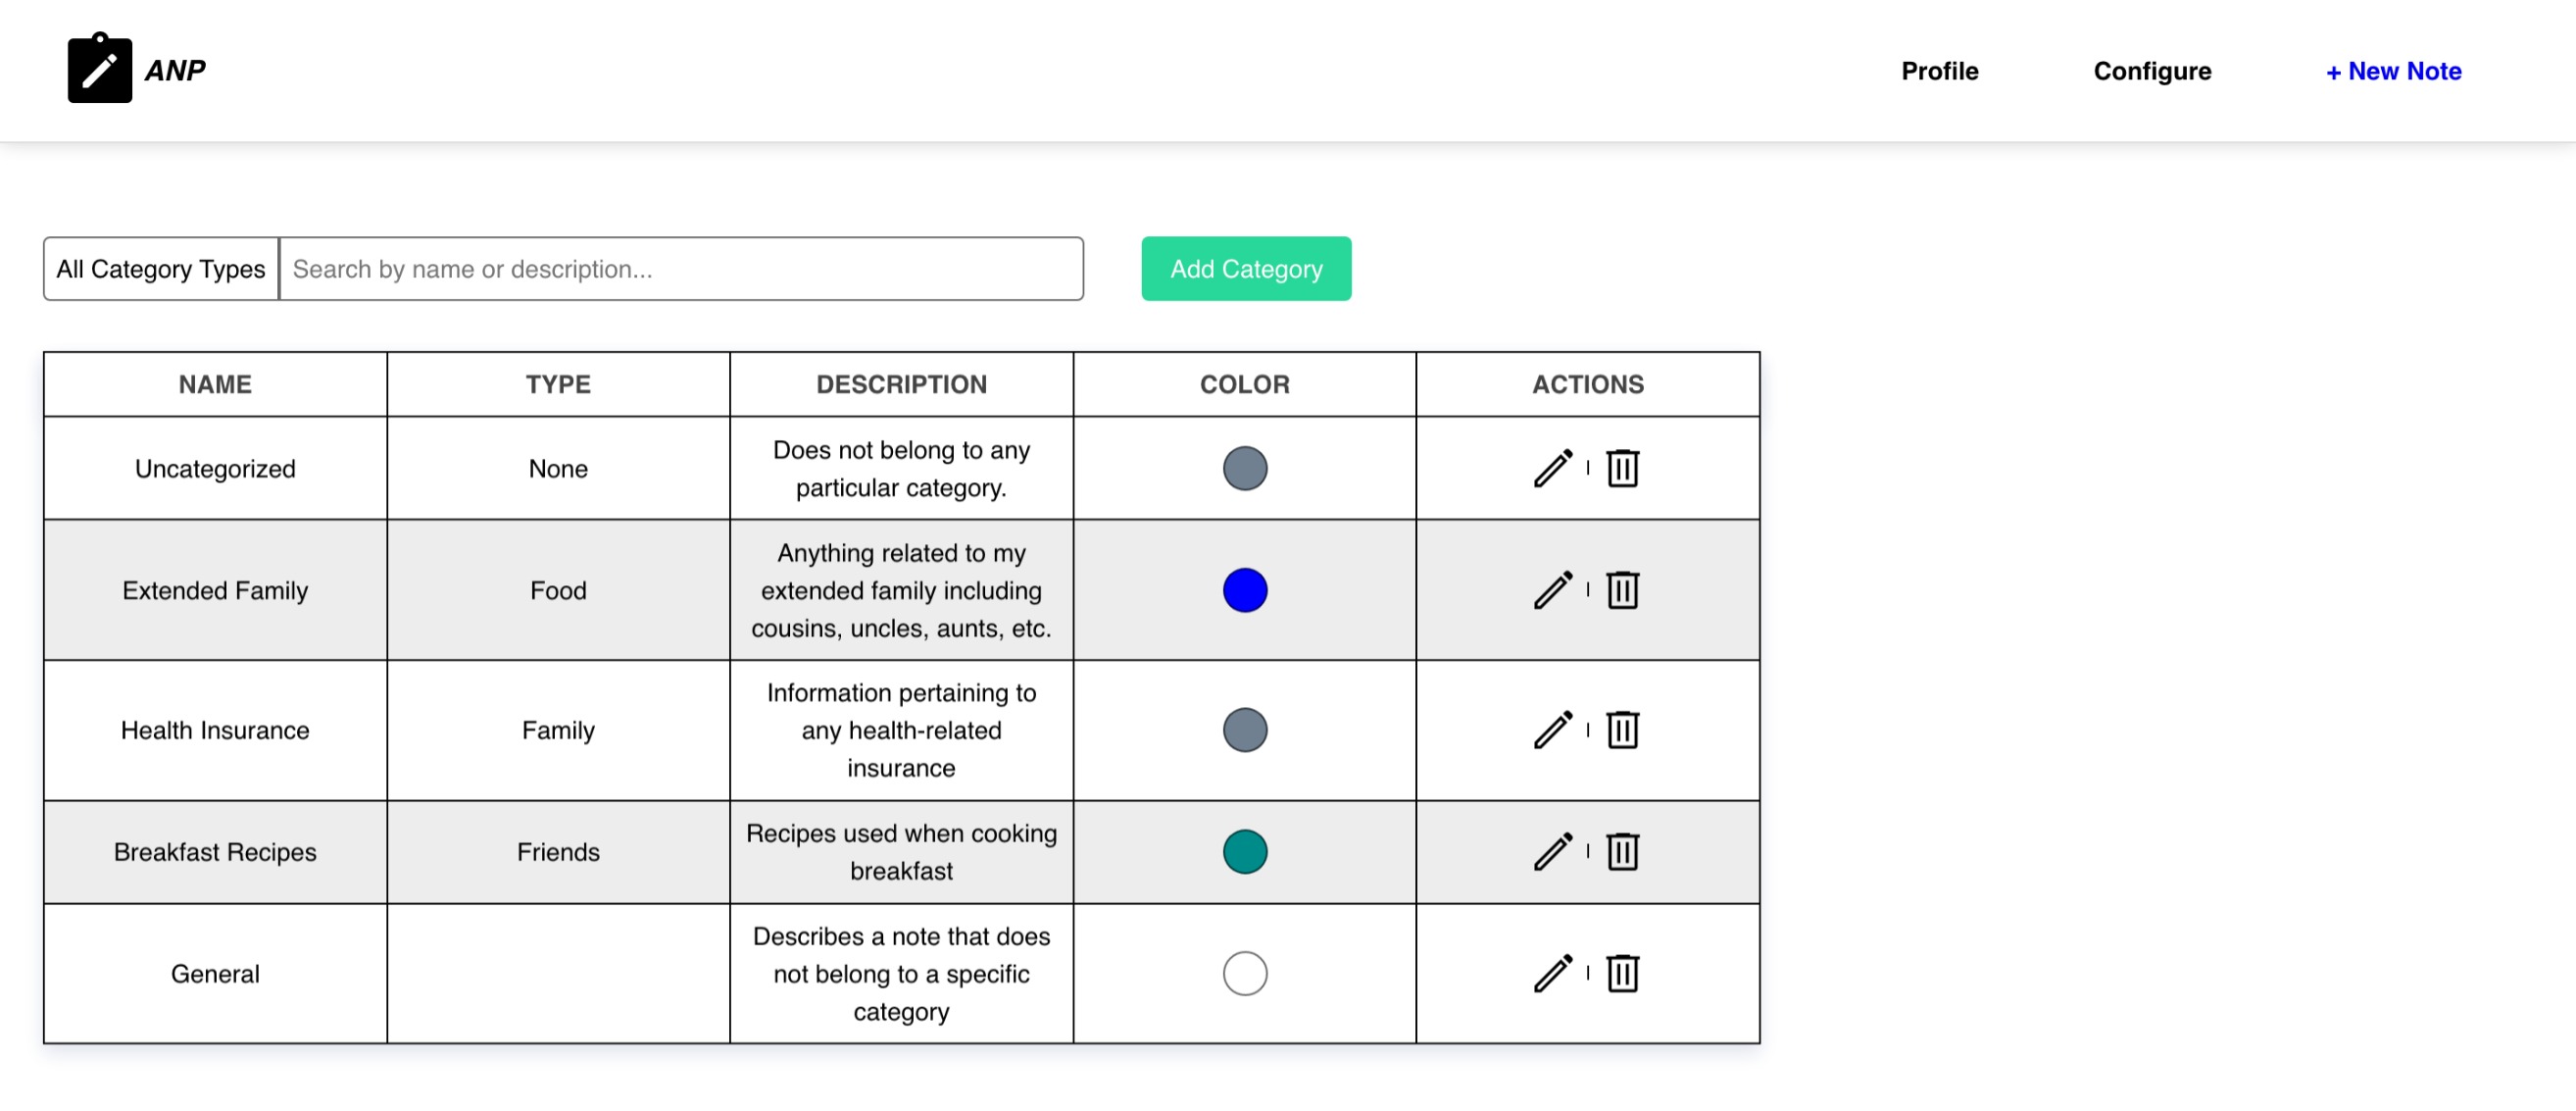 ANP
Profile
Configure
+ New Note
All Category Types
Search by name or description...
Add Category
NAME
TYPE
DESCRIPTION
COLOR
ACTIONS
Uncategorized
None
Does not belong to any
particular category.
Extended Family
Food
Anything related to my
extended family including
cousins, uncles, aunts, etc.
Health Insurance
Family
Information pertaining to
any health-related
insurance
Breakfast Recipes
Friends
Recipes used when cooking
breakfast
General
Describes a note that does
not belong to a specific
category